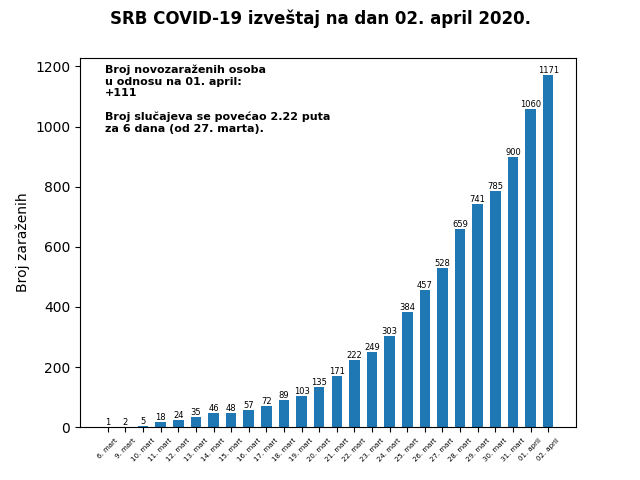 SRB COVID-19 izveštaj na dan 02. april 2020.
Broj novozaraženih osoba
u odnosu na 01. april:
+111
Broj slučajeva se povećao 2.22 puta
za 6 dana (od 27. marta).
Broj zaraženih
1200
1000
800
600
400
200
0
1 2 5 18 24 35 46 48 57 72 89 103 135 171 222 249 303 384 457 528 659 741 785 900 1060 1171
6. mart 9. mart 10. mart 11. mart 12. mart 13. mart 14. mart 15. mart 16. mart 17. mart 18. mart 19. mart 20. mart 21. mart 22. mart 23. mart 24. mart 25. mart 26. mart 27. mart 28. mart 29. mart 30. mart 31. mart 01. april 02. april